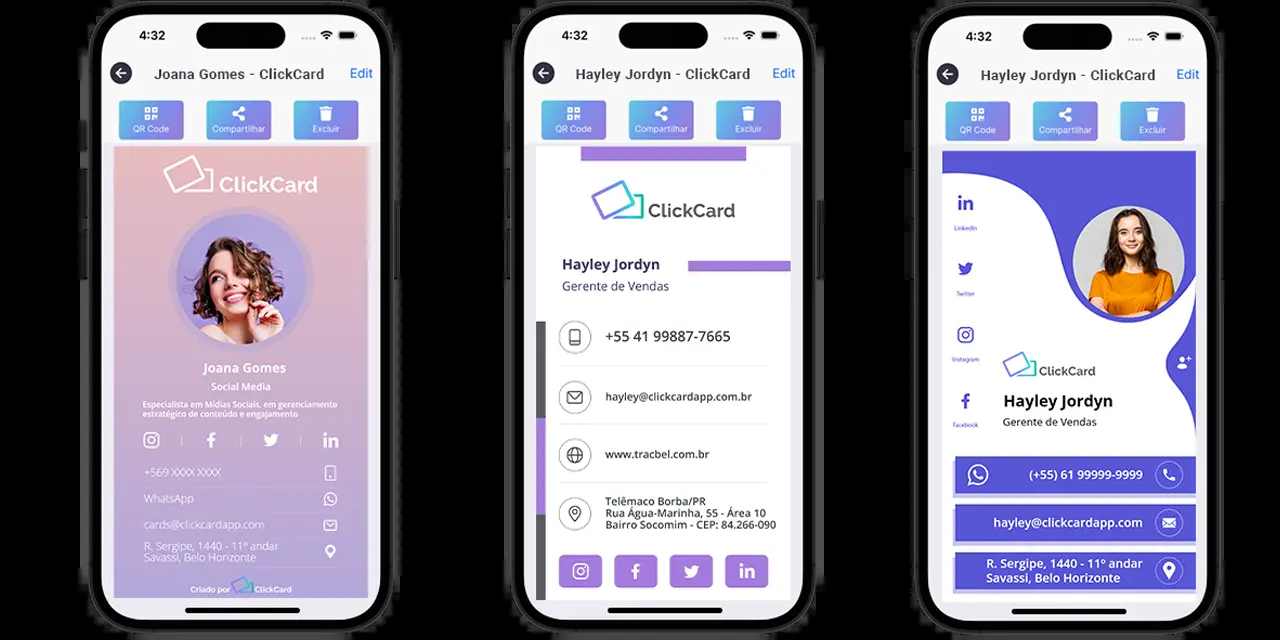 4:32
Joana Gomes - ClickCard
Edit
QR Code
Compartilhar
Excluir
ClickCard
Joana Gomes
Social Media
Especialista em Mídias Sociais, em gerenciamento
estratégico de conteúdo e engajamento
+569 XXXX XXXX
WhatsApp
cards@clickcardapp.com
R. Sergipe, 1440 - 11º andar
Savassi, Belo Horizonte
Criado por ClickCard
4:32
Hayley Jordyn - ClickCard
Edit
QR Code
Compartilhar
Excluir
ClickCard
Hayley Jordyn
Gerente de Vendas
+55 41 99887-7665
hayley@clickcardapp.com.br
www.tracbel.com.br
Telêmaco Borba/PR
Rua Água-Marinha, 55 - Área 10
Bairro Socomim - CEP: 84.266-090
4:32
Hayley Jordyn - ClickCard
Edit
QR Code
Compartilhar
Excluir
LinkedIn
Twitter
Instagram
Facebook
ClickCard
Hayley Jordyn
Gerente de Vendas
(+55) 61 99999-9999
hayley@clickcardapp.com
R. Sergipe, 1440 - 11º andar
Savassi, Belo Horizonte